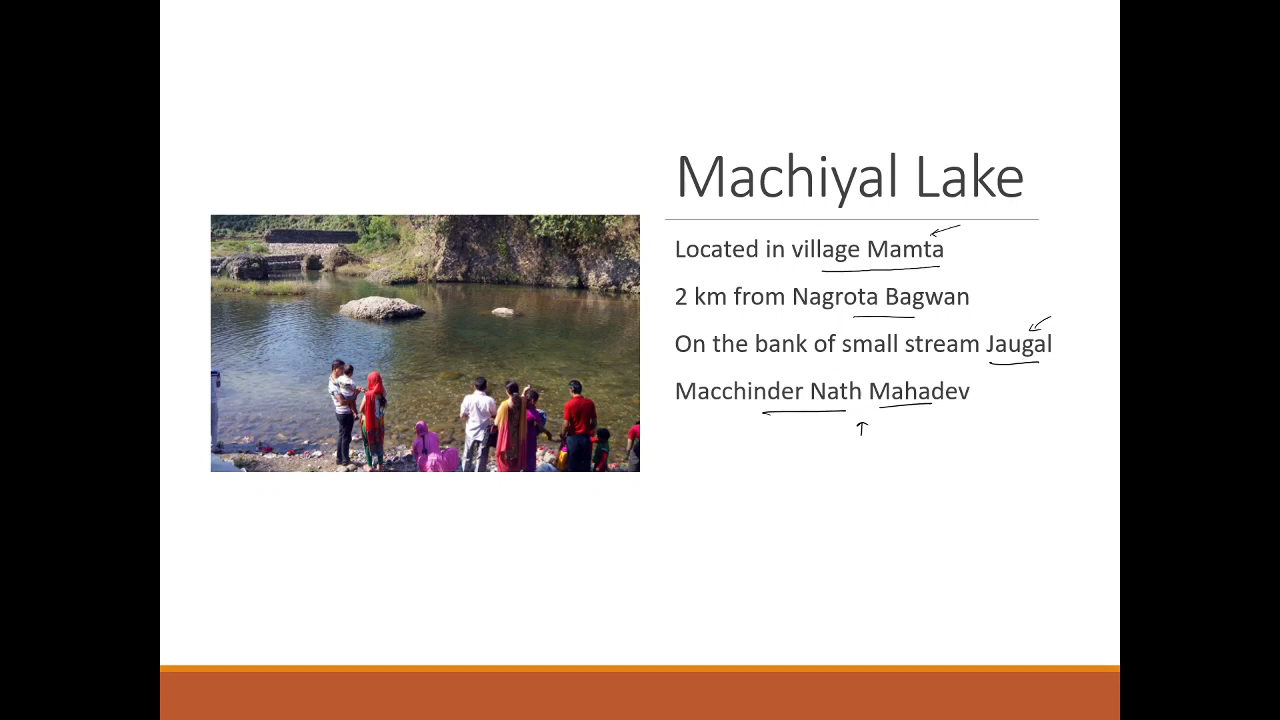 Machiyal Lake
Located in village Mamta
2 km from Nagrota Bagwan
On the bank of small stream Jaugal
Macchinder Nath Mahadev